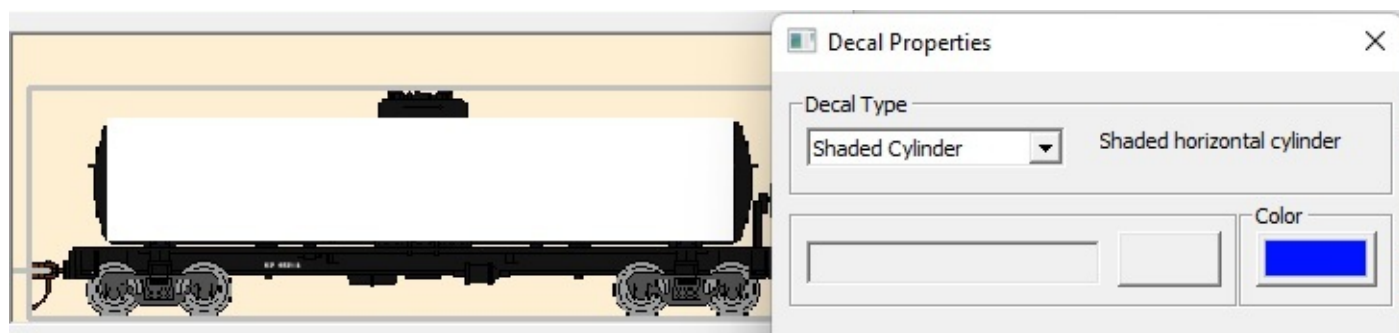 Decal Properties
Decal Type
Shaded Cylinder
Shaded horizontal cylinder
Color